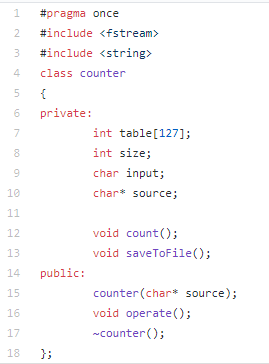 1 #pragma once
2 #include <fstream>
3 #include <string>
4 class counter
5 {
6 private:
7 int table[127];
8 int size;
9 char input;
10 char* source;
11
12 void count();
13 void saveToFile();
14 public:
15 counter(char* source);
16 void operate();
17 ~counter();
18 };